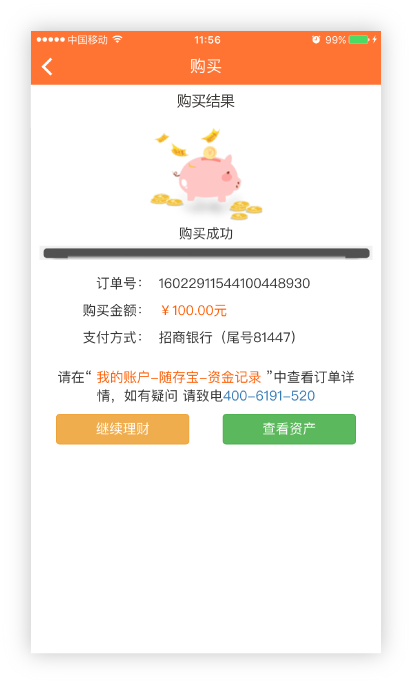 中国移动 11:56 99%
购买
购买结果
购买成功
订单号: 16022911544100448930
购买金额: ￥100.00元
支付方式: 招商银行（尾号81447）
请在“ 我的账户-随存宝-资金记录 ”中查看订单详
情，如有疑问 请致电400-6191-520
继续理财 查看资产